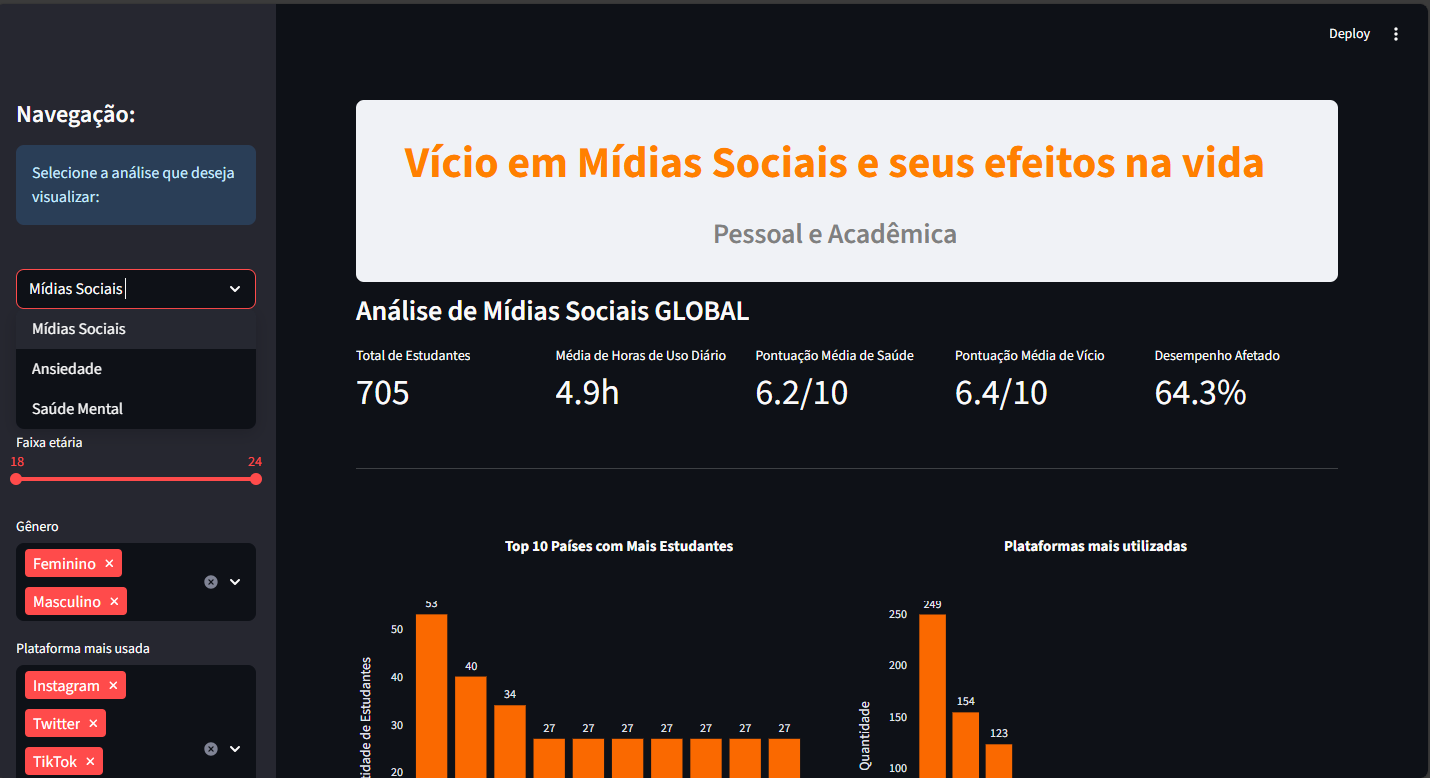 Deploy
Navegação:
Selecione a análise que deseja
visualizar:
Mídias Sociais
Mídias Sociais
Ansiedade
Saúde Mental
Faixa etária
18 24
Gênero
Feminino
Masculino
Plataforma mais usada
Instagram
Twitter
TikTok
Vício em Mídias Sociais e seus efeitos na vida
Pessoal e Acadêmica
Análise de Mídias Sociais GLOBAL
Total de Estudantes
705
Média de Horas de Uso Diário
4.9h
Pontuação Média de Saúde
6.2/10
Pontuação Média de Vício
6.4/10
Desempenho Afetado
64.3%
Top 10 Países com Mais Estudantes
tidade de Estudantes
50
40
30
20
53
40
34
27
27
27
27
27
27
27
Plataformas mais utilizadas
Quantidade
250
200
150
100
249
154
123